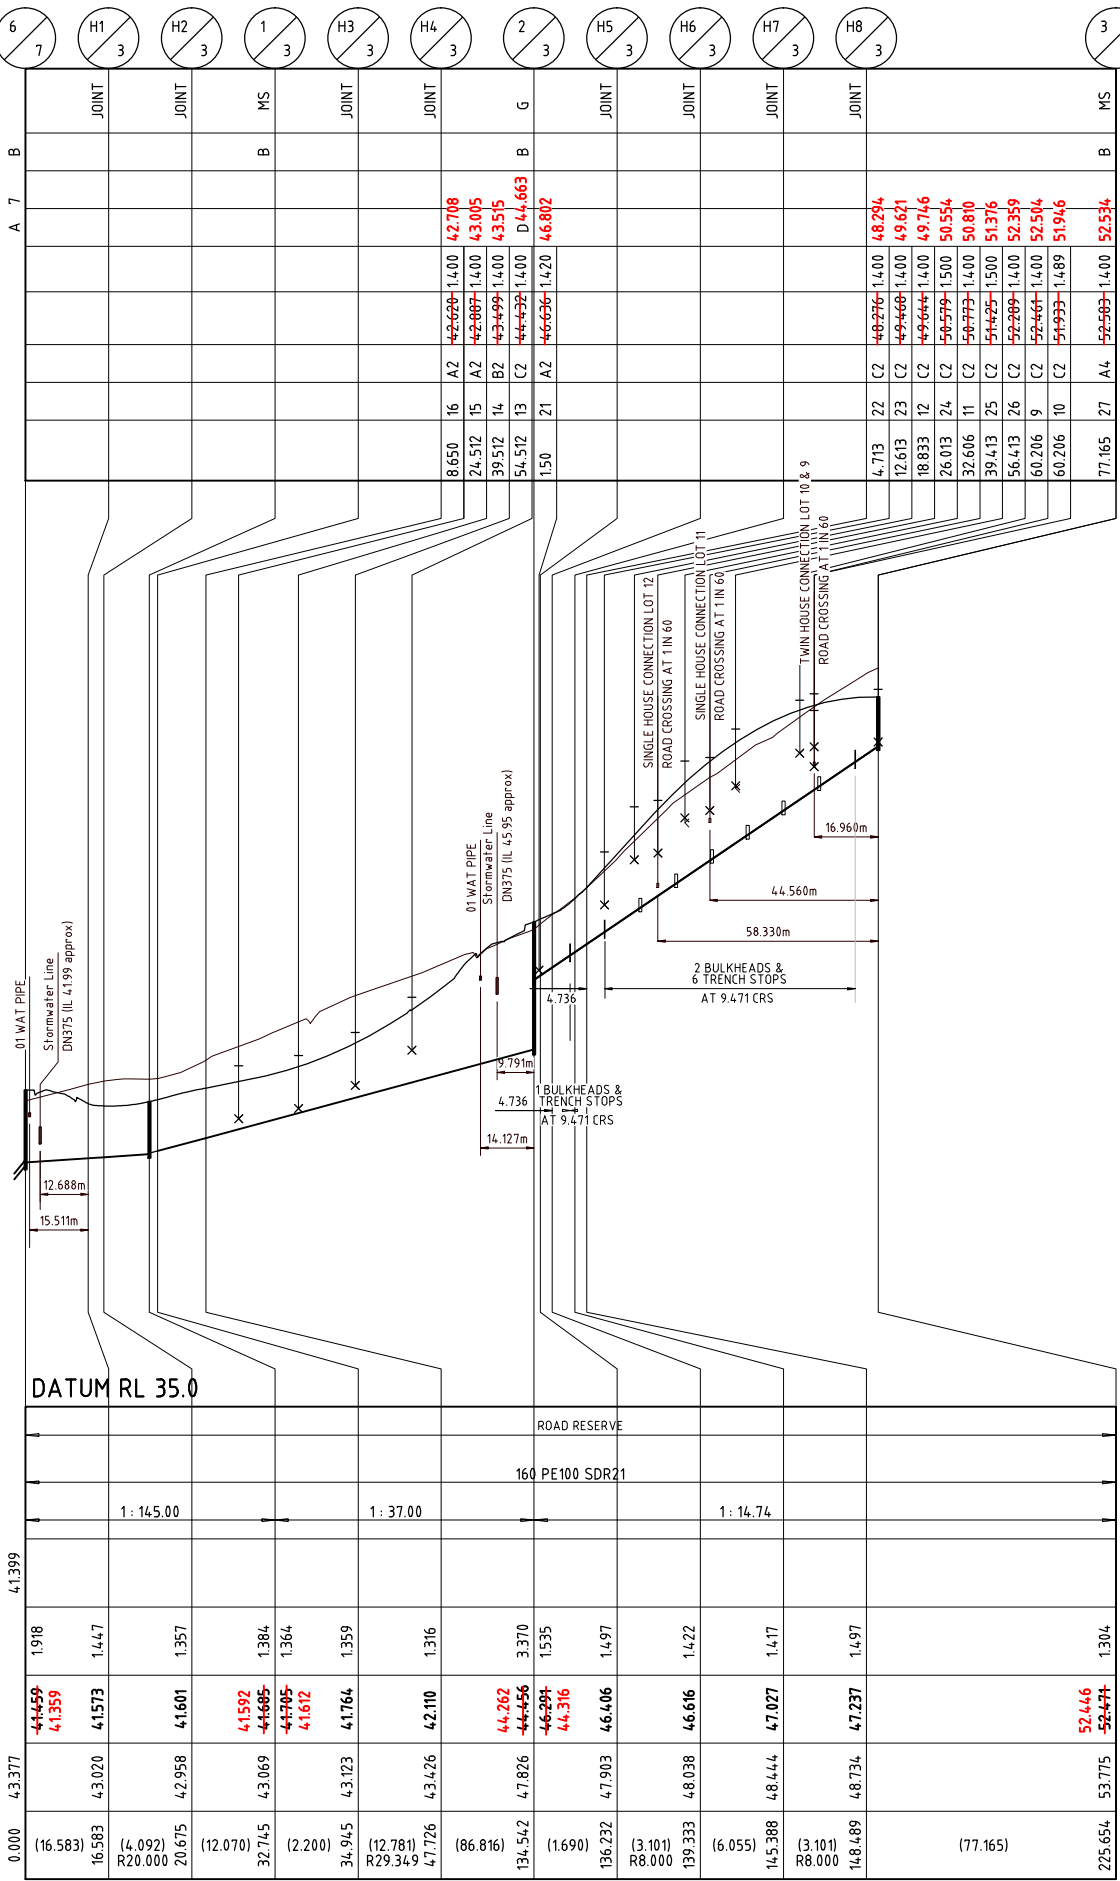 6 7
H1 3
H2 3
1 3
H3 3
H4 3
2 3
H5 3
H6 3
H7 3
H8 3
3
JOINT
JOINT
MS
JOINT
JOINT
G
JOINT
JOINT
JOINT
JOINT
MS
B
B
B
B
A 7
42.708
43.005
43.515
D 44.663
46.802
48.294
49.621
49.746
50.554
50.810
51.376
52.359
52.504
51.946
52.534
1.400
1.400
1.400
1.400
1.420
1.400
1.400
1.400
1.500
1.400
1.500
1.400
1.400
1.489
1.400
42.620
42.887
43.499
44.432
46.636
48.276
49.460
49.644
50.579
50.773
51.425
52.289
52.461
51.933
52.503
A2
A2
B2
C2
A2
C2
C2
C2
C2
C2
C2
C2
C2
C2
A4
16
15
14
13
21
22
23
12
24
11
25
26
9
10
27
8.650
24.512
39.512
54.512
1.50
4.713
12.613
18.833
26.013
32.606
39.413
56.413
60.206
60.206
77.165
TWIN HOUSE CONNECTION LOT 10 & 9
ROAD CROSSING AT 1 IN 60
SINGLE HOUSE CONNECTION LOT 11
ROAD CROSSING AT 1 IN 60
SINGLE HOUSE CONNECTION LOT 12
ROAD CROSSING AT 1 IN 60
01 WAT PIPE
Stormwater Line
DN375 (IL 45.95 approx)
01 WAT PIPE
Stormwater Line
DN375 (IL 41.99 approx)
16.960m
44.560m
58.330m
2 BULKHEADS &
6 TRENCH STOPS
AT 9.471 CRS
4.736
9.791m
1 BULKHEADS &
TRENCH STOPS
AT 9.471 CRS
4.736
14.127m
12.688m
15.511m
DATUM RL 35.0
ROAD RESERVE
160 PE100 SDR21
1 : 145.00
1 : 37.00
1 : 14.74
41.399
1.918
1.447
1.357
1.384
1.364
1.359
1.316
3.370
1.535
1.497
1.422
1.417
1.497
1.304
41.459
41.359
41.573
41.601
41.592
41.685
41.705
41.612
41.764
42.110
44.262
44.456
46.291
44.316
46.406
46.616
47.027
47.237
52.446
52.471
43.377
43.020
42.958
43.069
43.123
43.426
47.826
47.903
48.038
48.444
48.734
53.775
0.000
(16.583)
16.583
(4.092)
R20.000
20.675
(12.070)
32.745
(2.200)
34.945
(12.781)
R29.349
47.726
(86.816)
134.542
(1.690)
136.232
(3.101)
R8.000
139.333
(6.055)
145.388
(3.101)
R8.000
148.489
(77.165)
225.654